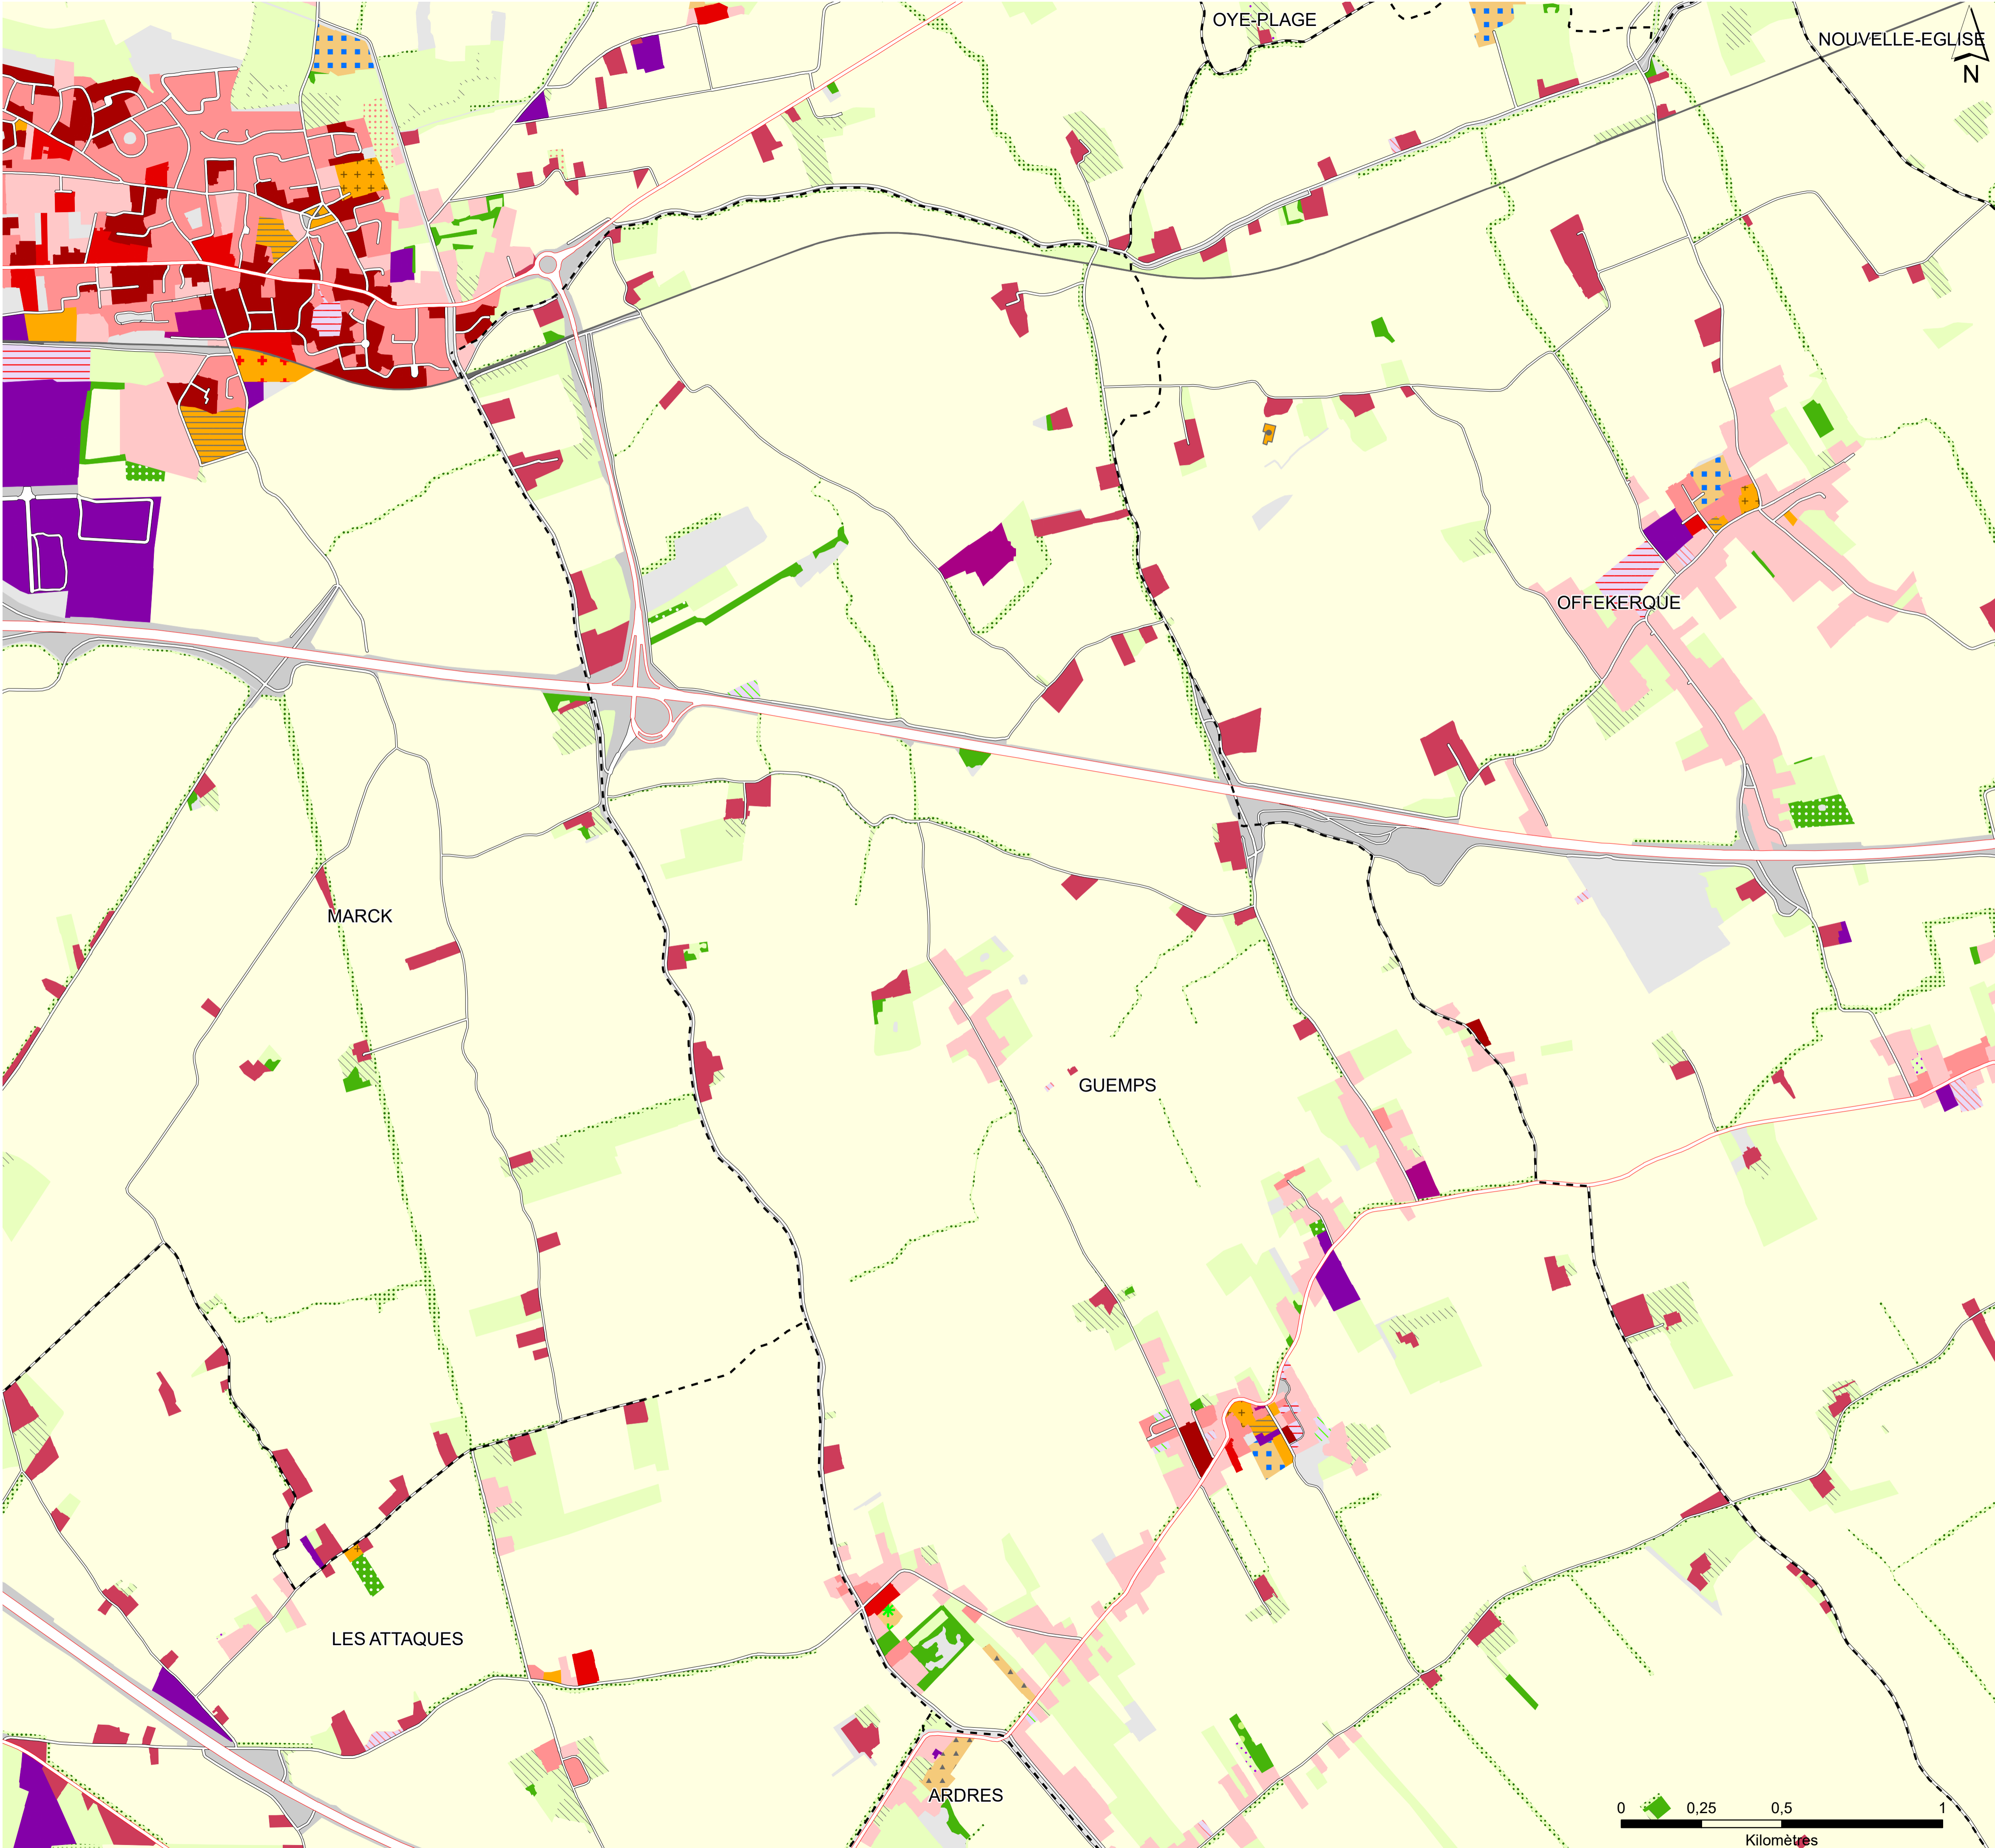 OYE-PLAGE
NOUVELLE-EGLISE
N
OFFEKERQUE
MARCK
GUEMPS
LES ATTAQUES
ARDRES
0 0,25 0,5 1
Kilomètres